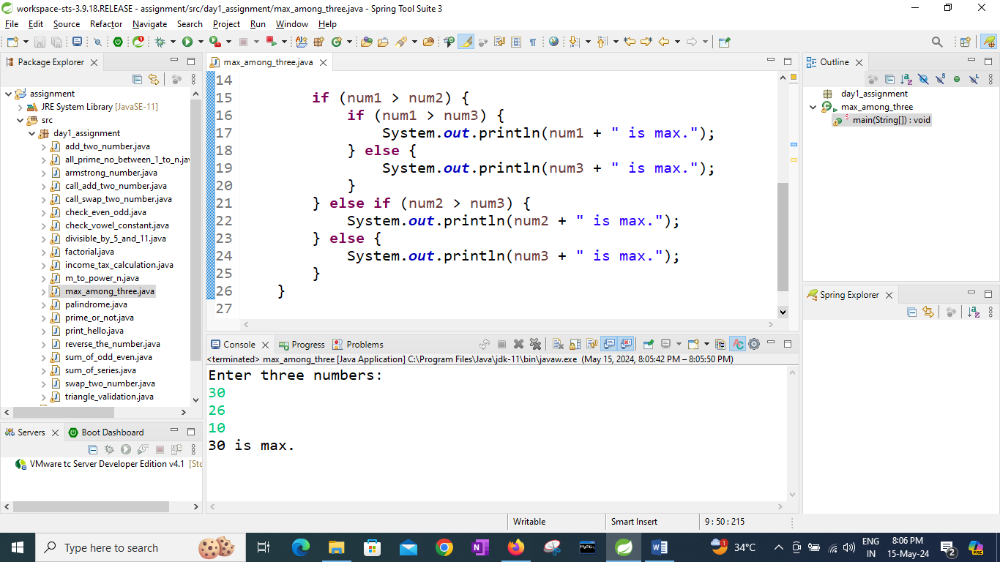 workspace-sts-3.9.18.RELEASE - assignment/src/day1_assignment/max_among_three.java - Spring Tool Suite 3
File Edit Source Refactor Navigate Search Project Run Window Help
Package Explorer
assignment
JRE System Library [JavaSE-11]
src
day1_assignment
add_two_number.java
all_prime_no_between_1_to_n.jav
armstrong_number.java
call_add_two_number.java
call_swap_two_number.java
check_even_odd.java
check_vowel_constant.java
divisible_by_5_and_11.java
factorial.java
income_tax_calculation.java
m_to_power_n.java
max_among_three.java
palindrome.java
prime_or_not.java
print_hello.java
reverse_the_number.java
sum_of_odd_even.java
sum_of_series.java
swap_two_number.java
triangle_validation.java
Servers Boot Dashboard
VMware tc Server Developer Edition v4.1 [Sto
max_among_three.java
14
15 if (num1 > num2) {
16 if (num1 > num3) {
17 System.out.println(num1 + " is max.");
18 } else {
19 System.out.println(num3 + " is max.");
20 }
21 } else if (num2 > num3) {
22 System.out.println(num2 + " is max.");
23 } else {
24 System.out.println(num3 + " is max.");
25 }
26 }
27
Console Progress Problems
<terminated> max_among_three [Java Application] C:\Program Files\Java\jdk-11\bin\javaw.exe (May 15, 2024, 8:05:42 PM – 8:05:50 PM)
Enter three numbers:
30
26
10
30 is max.
Outline
day1_assignment
max_among_three
main(String[]) : void
Spring Explorer
Writable Smart Insert 9 : 50 : 215
Type here to search
1
34°C
ENG
IN
8:06 PM
15-May-24
2
PRE